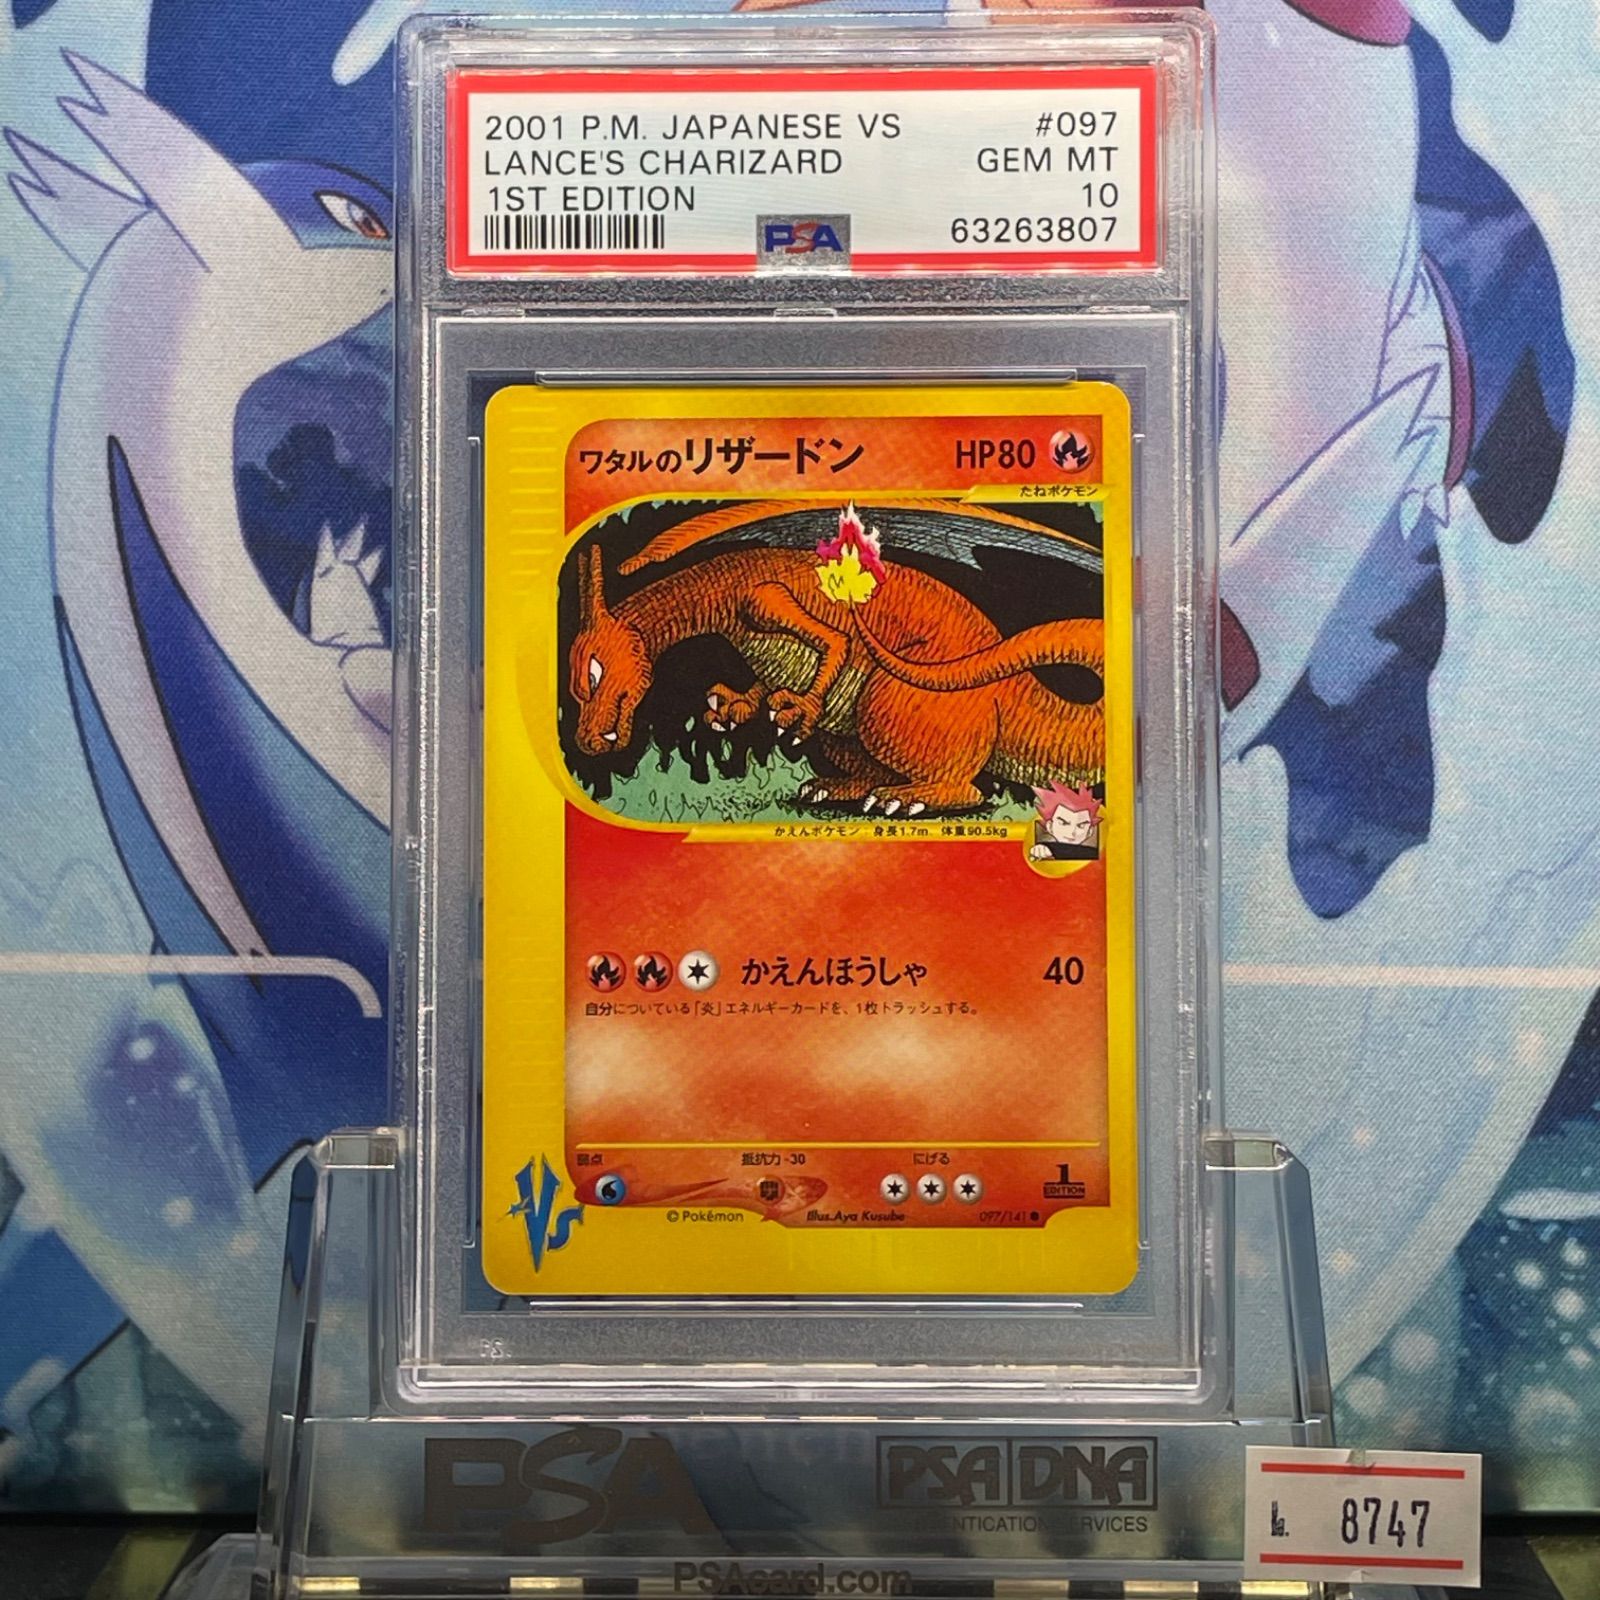 2001 P.M. JAPANESE VS #097
LANCE'S CHARIZARD GEM MT
1ST EDITION 10
PSA 63263807
ワタルのリザードン HP80
たねポケモン
かえんポケモン 身長1.7m 体重90.5kg
かえんほうしゃ 40
自分についている「炎」エネルギーカードを、1枚トラッシュする。
弱点 抵抗力 -30 にげる
1 EDITION
VS
© Pokémon Illus.Aya Kusube 097/141 ●
PSA PSA DNA
AUTHENTICATION SERVICES
PSAcard.com
8747